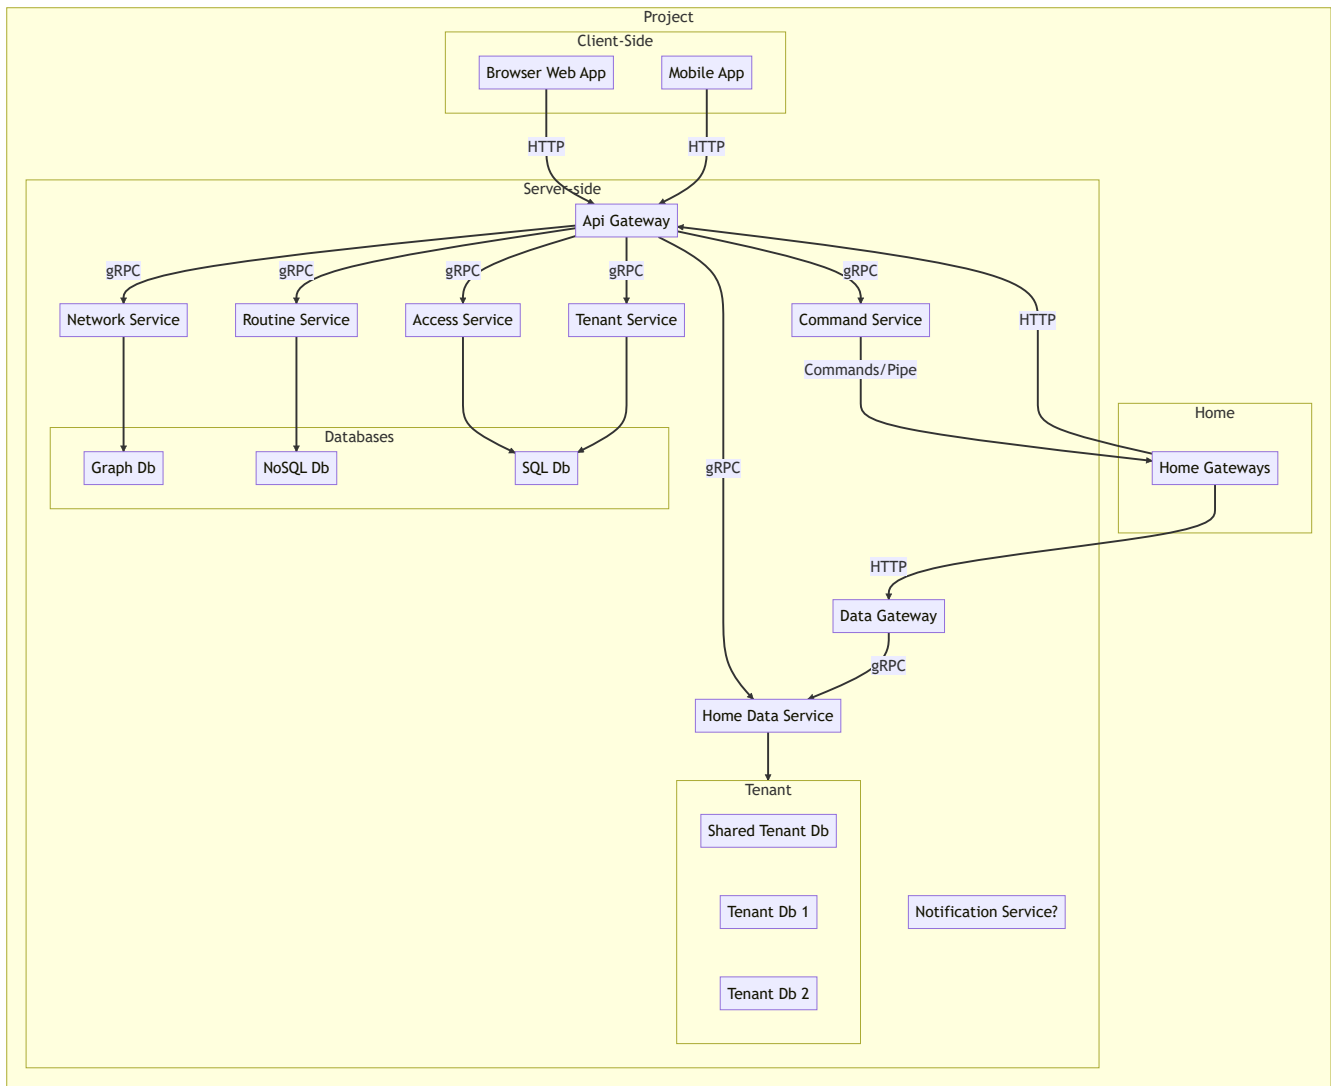 Project
Client-Side
Browser Web App
Mobile App
HTTP
HTTP
Server-side
Api Gateway
gRPC
gRPC
gRPC
gRPC
gRPC
Network Service
Routine Service
Access Service
Tenant Service
Command Service
HTTP
Commands/Pipe
Home
Databases
Graph Db
NoSQL Db
SQL Db
gRPC
Home Gateways
HTTP
Data Gateway
gRPC
Home Data Service
Tenant
Shared Tenant Db
Tenant Db 1
Notification Service?
Tenant Db 2